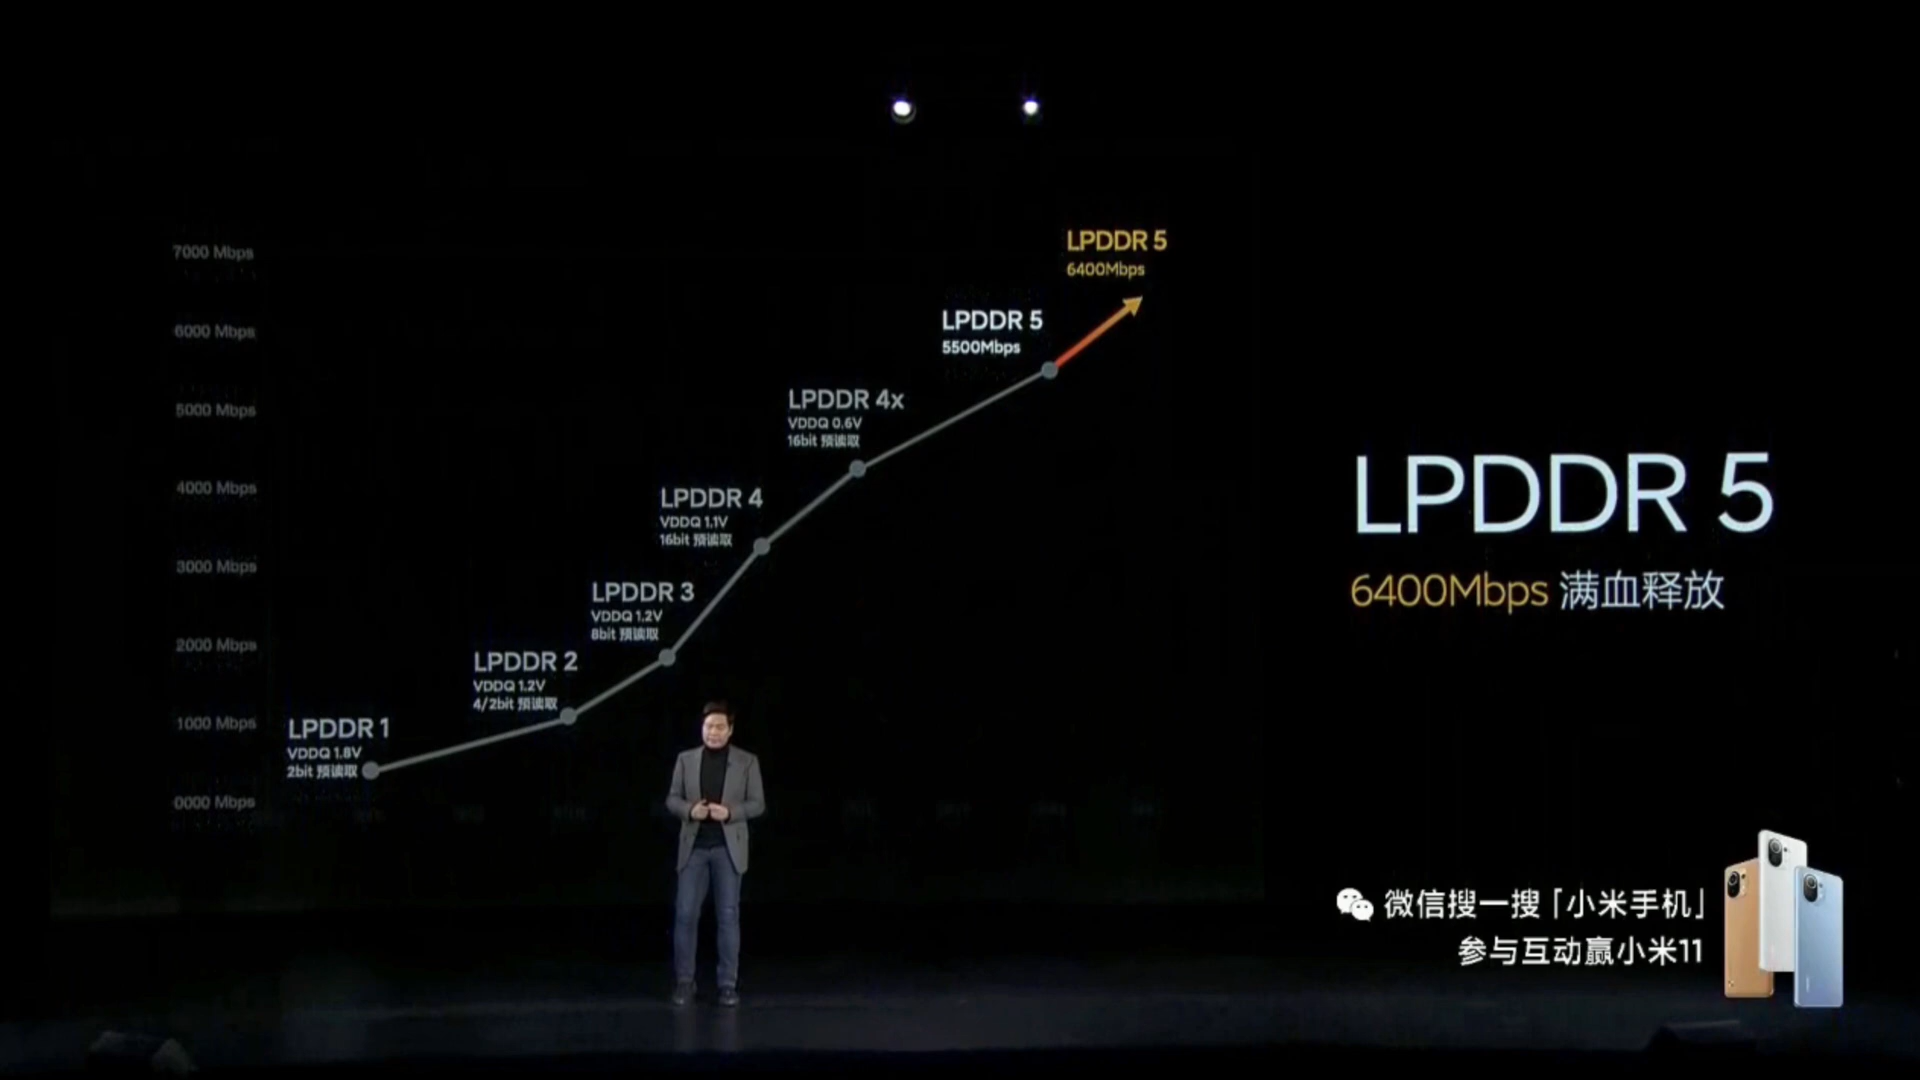 7000 Mbps
6000 Mbps
5000 Mbps
4000 Mbps
3000 Mbps
2000 Mbps
1000 Mbps
0000 Mbps
LPDDR 1
VDDQ 1.8V
2bit 预读取
LPDDR 2
VDDQ 1.2V
4/2bit 预读取
LPDDR 3
VDDQ 1.2V
8bit 预读取
LPDDR 4
VDDQ 1.1V
16bit 预读取
LPDDR 4x
VDDQ 0.6V
16bit 预读取
LPDDR 5
5500Mbps
LPDDR 5
6400Mbps
LPDDR 5
6400Mbps 满血释放
微信搜一搜「小米手机」
参与互动赢小米11